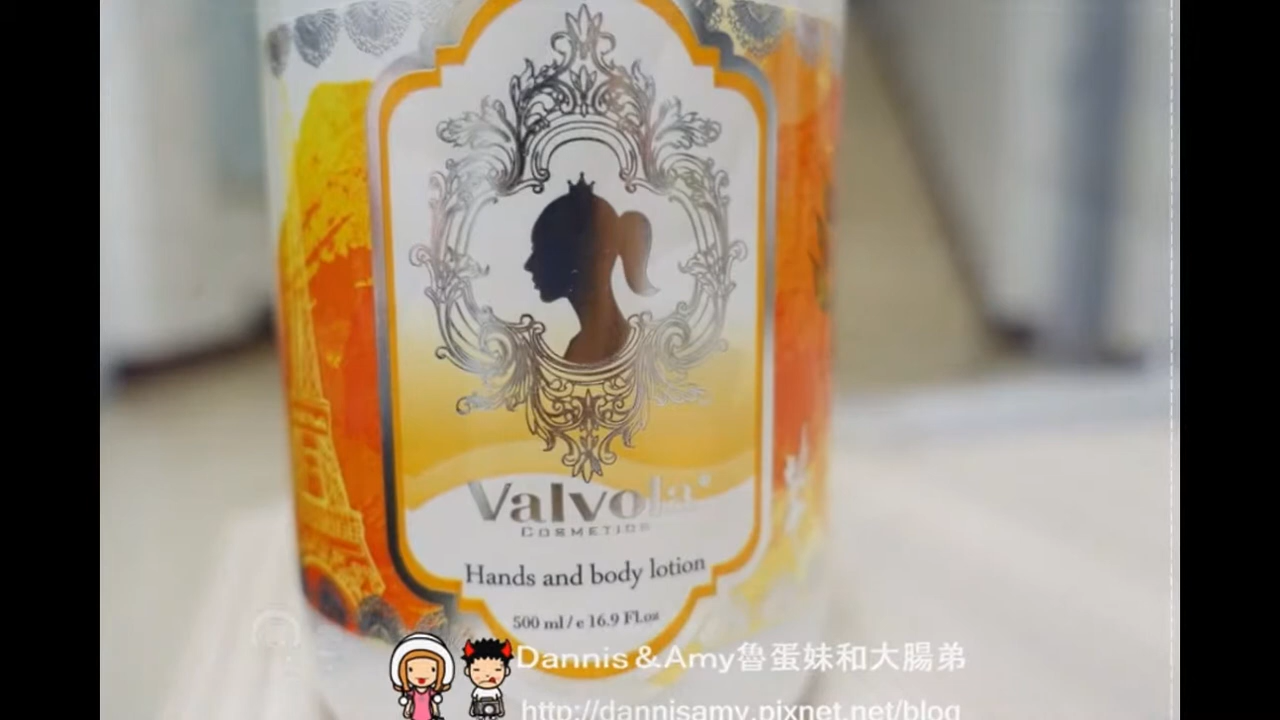 Valvola
COSMETICS
Hands and body lotion
500 ml / e 16.9 Fl.oz
Dannis&Amy魯蛋妹和大腸弟
http://dannisamy.pixnet.net/blog